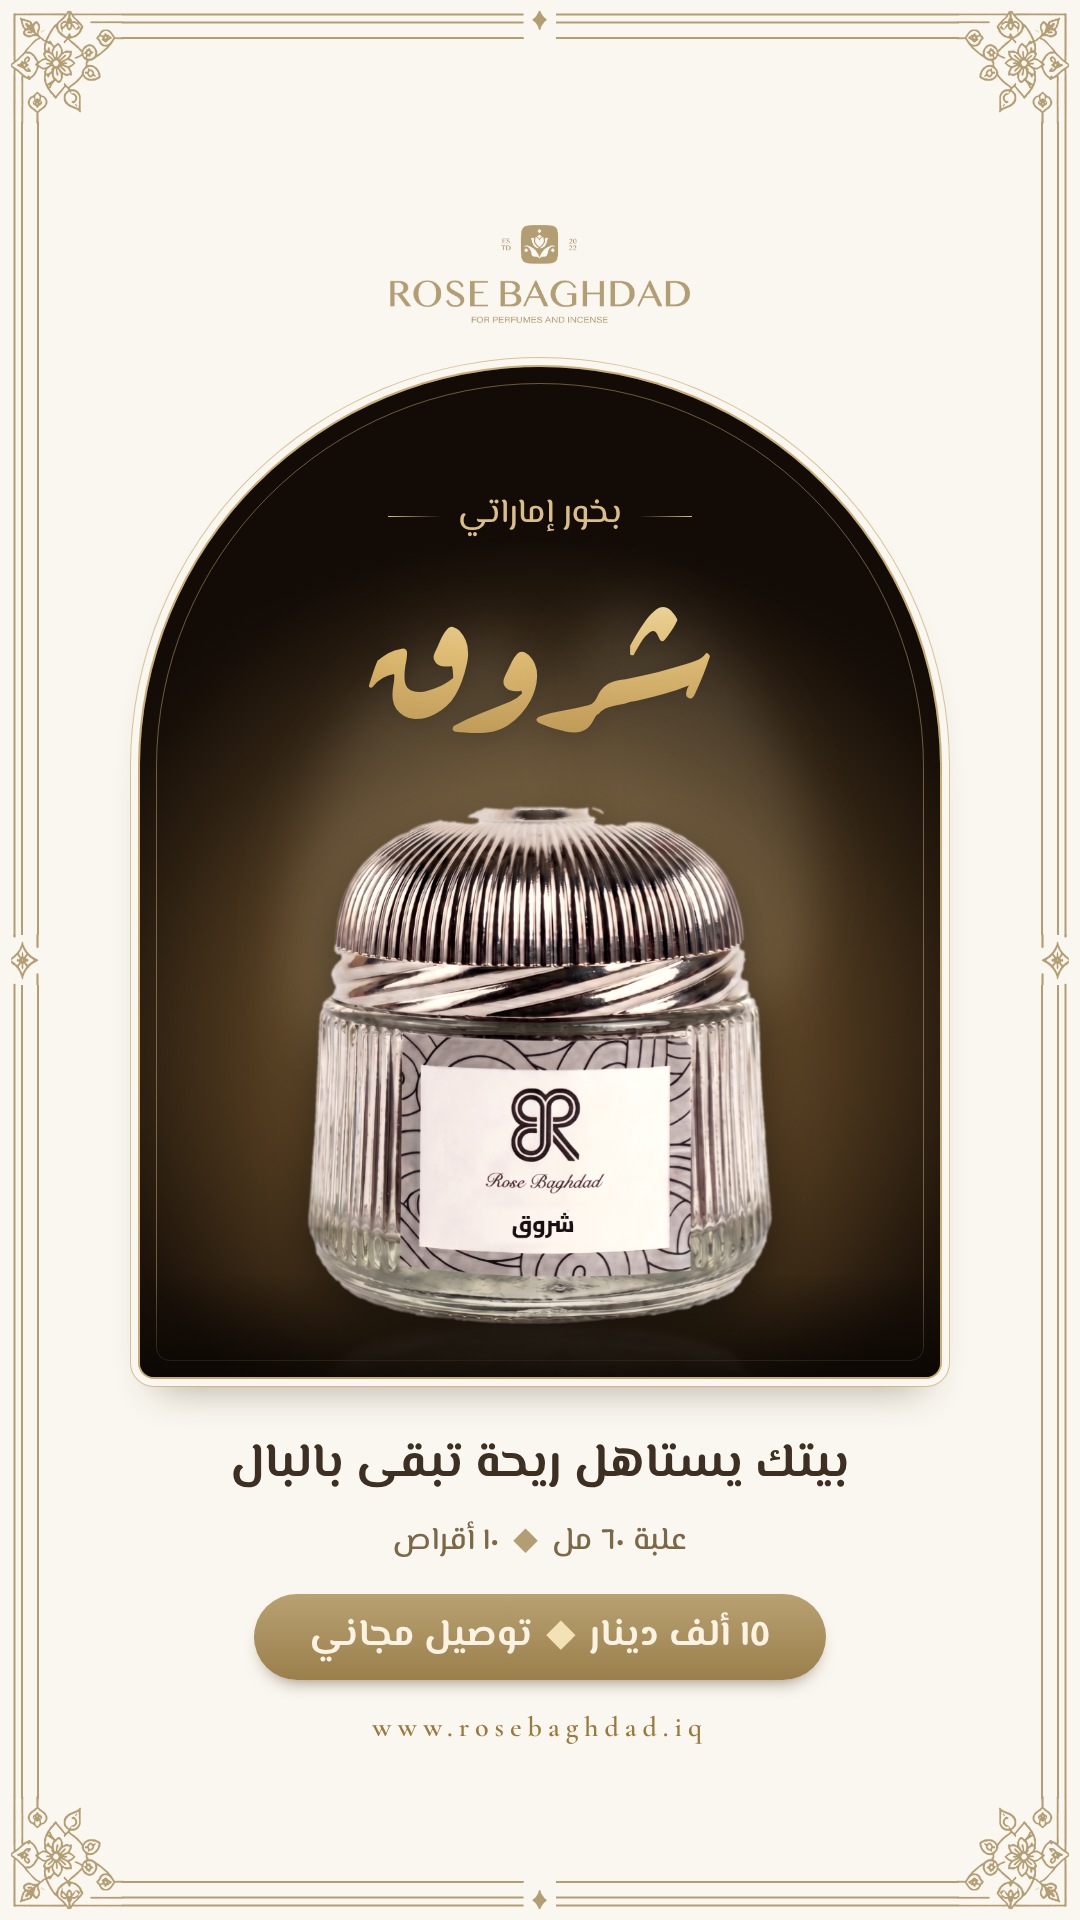 ES TD 20 22
ROSE BAGHDAD
FOR PERFUMES AND INCENSE
بخور إماراتي
شروق
BR
Rose Baghdad
شروق
بيتك يستاهل ريحة تبقى بالبال
علبة ٦٠ مل ◆ ١٠ أقراص
١٥ ألف دينار ◆ توصيل مجاني
www.rosebaghdad.iq